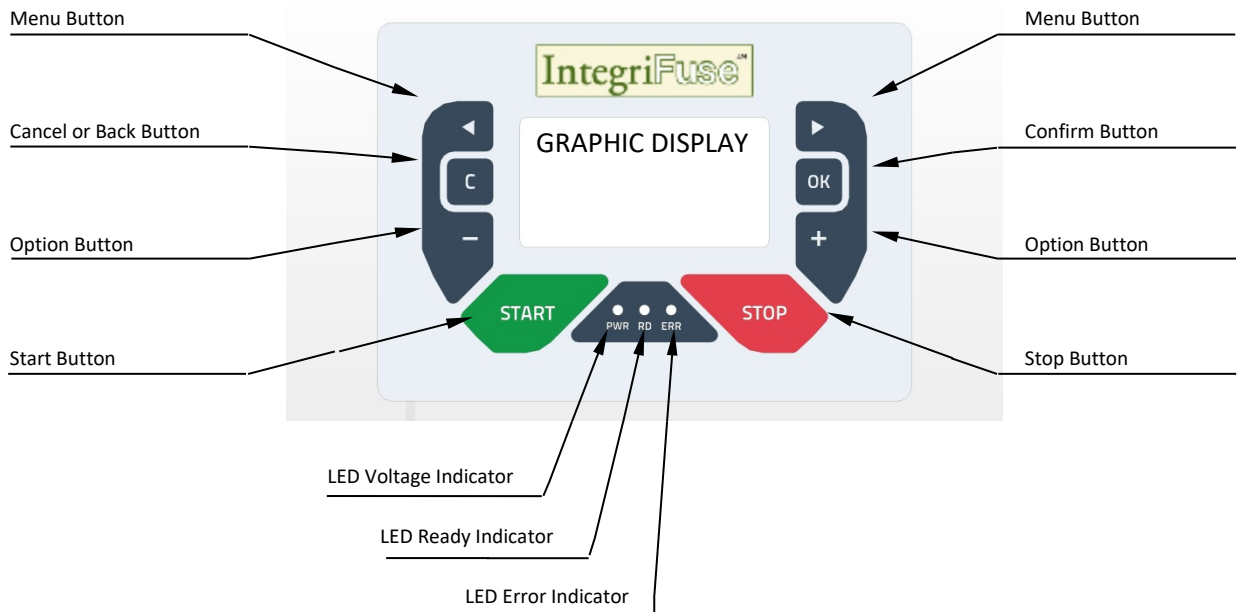 Menu Button
Menu Button
IntegriFuse™
Cancel or Back Button
GRAPHIC DISPLAY
Confirm Button
C
OK
Option Button
−
+
Option Button
START
PWR RD ERR
STOP
Start Button
Stop Button
LED Voltage Indicator
LED Ready Indicator
LED Error Indicator